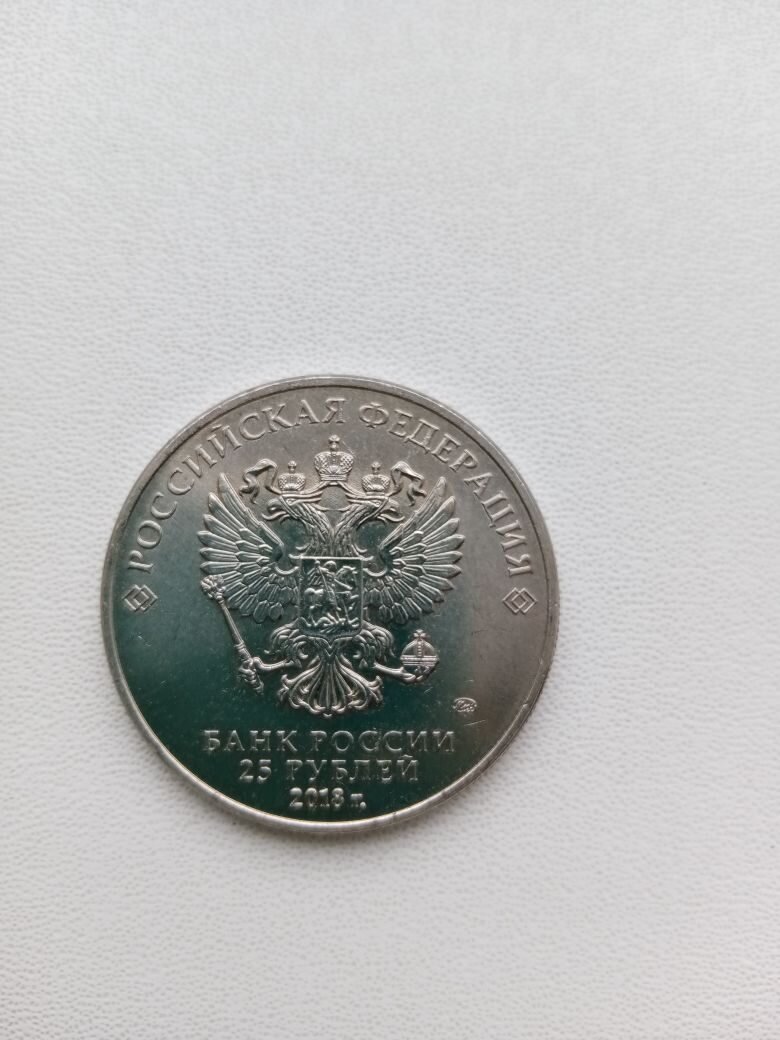 РОССИЙСКАЯ ФЕДЕРАЦИЯ
БАНК РОССИИ
25 РУБЛЕЙ
2018 г.